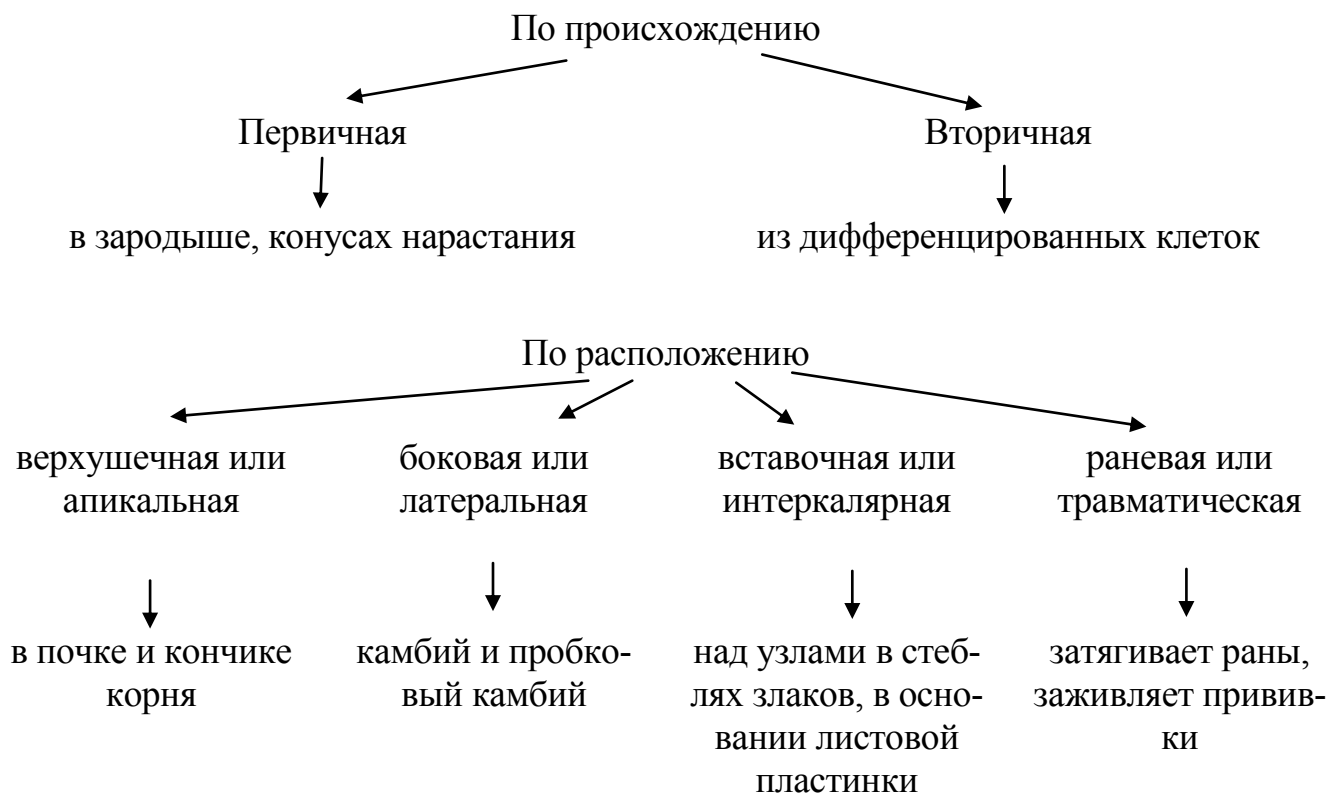 По происхождению
Первичная
Вторичная
в зародыше, конусах нарастания
из дифференцированных клеток
По расположению
верхушечная или
апикальная
боковая или
латеральная
вставочная или
интеркалярная
раневая или
травматическая
в почке и кончике
корня
камбий и пробко-
вый камбий
над узлами в стеб-
лях злаков, в осно-
вании листовой
пластинки
затягивает раны,
заживляет привив-
ки